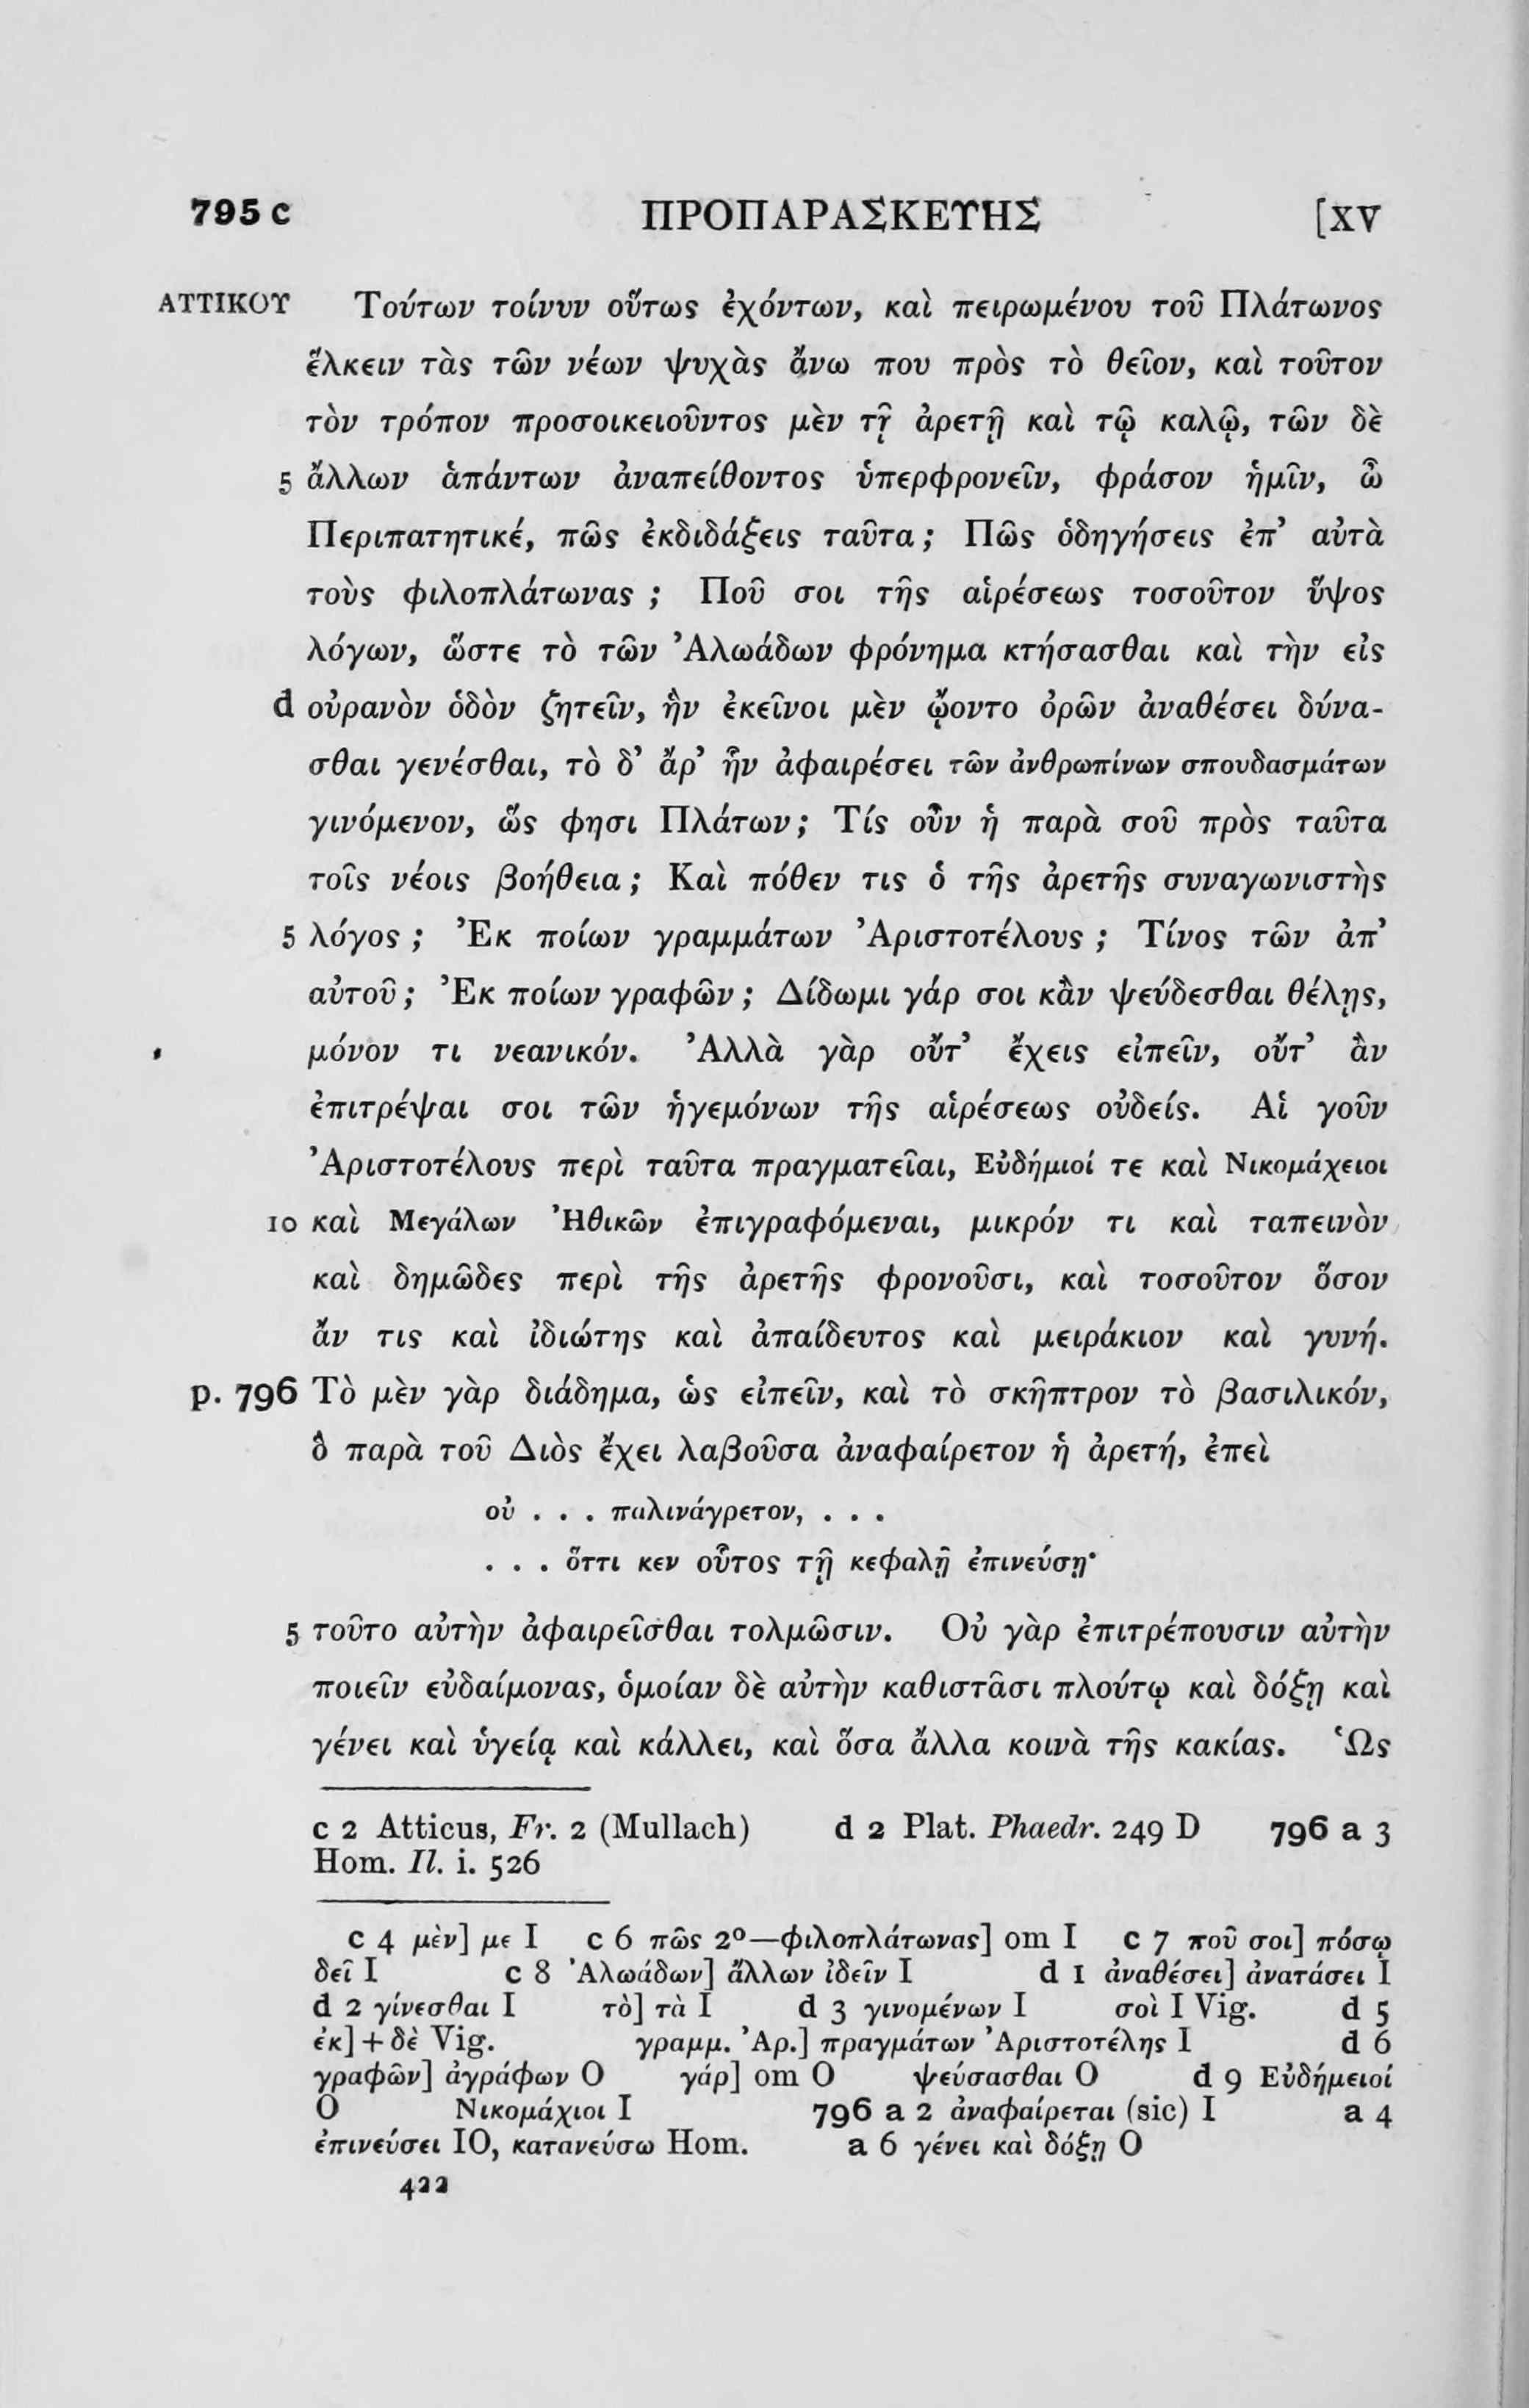 795 c ΠΡΟΠΑΡΑΣΚΕΥΗΣ [XV
ΑΤΤΙΚΟΥ Τούτων τοίνυν οὕτως ἐχόντων, καὶ πειρωμένου τοῦ Πλάτωνος
ἕλκειν τὰς τῶν νέων ψυχὰς ἄνω που πρὸς τὸ θεῖον, καὶ τοῦτον
τὸν τρόπον προσοικειοῦντος μὲν τῇ ἀρετῇ καὶ τῷ καλῷ, τῶν δὲ
5 ἄλλων ἁπάντων ἀναπείθοντος ὑπερφρονεῖν, φράσον ἡμῖν, ὦ
Περιπατητικέ, πῶς ἐκδιδάξεις ταῦτα; Πῶς ὁδηγήσεις ἐπ’ αὐτὰ
τοὺς φιλοπλάτωνας ; Ποῦ σοι τῆς αἱρέσεως τοσοῦτον ὕψος
λόγων, ὥστε τὸ τῶν Ἀλωάδων φρόνημα κτήσασθαι καὶ τὴν εἰς
d οὐρανὸν ὁδὸν ζητεῖν, ἣν ἐκεῖνοι μὲν ᾤοντο ὀρῶν ἀναθέσει δύνα-
σθαι γενέσθαι, τὸ δ’ ἄρ’ ἦν ἀφαιρέσει τῶν ἀνθρωπίνων σπουδασμάτων
γινόμενον, ὥς φησι Πλάτων; Τίς οὖν ἡ παρὰ σοῦ πρὸς ταῦτα
τοῖς νέοις βοήθεια; Καὶ πόθεν τις ὁ τῆς ἀρετῆς συναγωνιστὴς
5 λόγος ; Ἐκ ποίων γραμμάτων Ἀριστοτέλους ; Τίνος τῶν ἀπ’
αὐτοῦ; Ἐκ ποίων γραφῶν ; Δίδωμι γάρ σοι κἂν ψεύδεσθαι θέλῃς,
μόνον τι νεανικόν. Ἀλλὰ γὰρ οὔτ’ ἔχεις εἰπεῖν, οὔτ’ ἂν
ἐπιτρέψαι σοι τῶν ἡγεμόνων τῆς αἱρέσεως οὐδείς. Αἱ γοῦν
Ἀριστοτέλους περὶ ταῦτα πραγματεῖαι, Εὐδήμιοί τε καὶ Νικομάχειοι
10 καὶ Μεγάλων Ἠθικῶν ἐπιγραφόμεναι, μικρόν τι καὶ ταπεινὸν
καὶ δημῶδες περὶ τῆς ἀρετῆς φρονοῦσι, καὶ τοσοῦτον ὅσον
ἄν τις καὶ ἰδιώτης καὶ ἀπαίδευτος καὶ μειράκιον καὶ γυνή.
p. 796 Τὸ μὲν γὰρ διάδημα, ὡς εἰπεῖν, καὶ τὸ σκῆπτρον τὸ βασιλικόν,
ὃ παρὰ τοῦ Διὸς ἔχει λαβοῦσα ἀναφαίρετον ἡ ἀρετή, ἐπεὶ
οὐ . . . παλινάγρετον, . . .
. . . ὅττι κεν οὗτος τῇ κεφαλῇ ἐπινεύσῃ·
5 τοῦτο αὐτὴν ἀφαιρεῖσθαι τολμῶσιν. Οὐ γὰρ ἐπιτρέπουσιν αὐτὴν
ποιεῖν εὐδαίμονας, ὁμοίαν δὲ αὐτὴν καθιστᾶσι πλούτῳ καὶ δόξῃ καὶ
γένει καὶ ὑγείᾳ καὶ κάλλει, καὶ ὅσα ἄλλα κοινὰ τῆς κακίας. Ὡς
c 2 Atticus, Fr. 2 (Mullach) d 2 Plat. Phaedr. 249 D 796 a 3
Hom. Il. i. 526
c 4 μὲν] με I c 6 πῶς 2º—φιλοπλάτωνας] om I c 7 ποῦ σοι] πόσῳ
δεῖ I c 8 Ἀλωάδων] ἄλλων ἰδεῖν I d 1 ἀναθέσει] ἀνατάσει I
d 2 γίνεσθαι I τὸ] τὰ I d 3 γινομένων I σοὶ I Vig. d 5
ἐκ] + δὲ Vig. γραμμ. Ἀρ.] πραγμάτων Ἀριστοτέλης I d 6
γραφῶν] ἀγράφων O γάρ] om O ψεύσασθαι O d 9 Εὐδήμειοί
O Νικομάχιοι I 796 a 2 ἀναφαίρεται (sic) I a 4
ἐπινεύσει IO, κατανεύσω Hom. a 6 γένει καὶ δόξῃ O
422